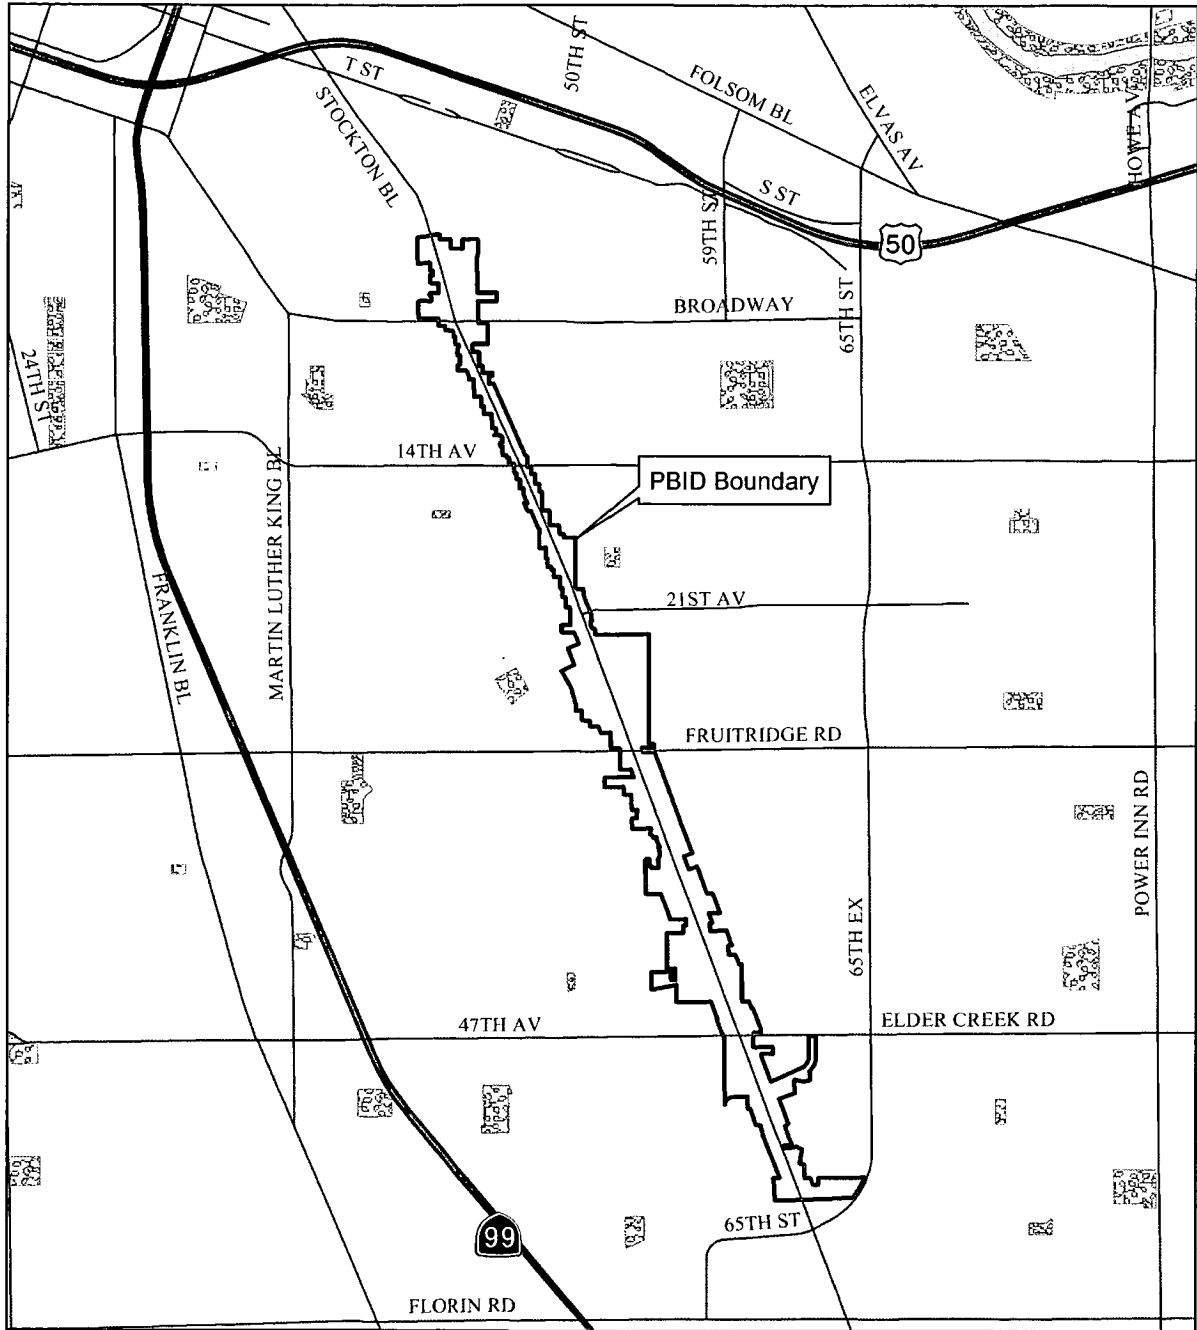 50TH ST
T ST
FOLSOM BL
ELVAS AV
HOWE AV
STOCKTON BL
S ST
59TH ST
50
65TH ST
BROADWAY
24TH ST
14TH AV
MARTIN LUTHER KING BL
PBID Boundary
FRANKLIN BL
21ST AV
FRUITRIDGE RD
POWER INN RD
65TH EX
47TH AV
ELDER CREEK RD
65TH ST
99
FLORIN RD